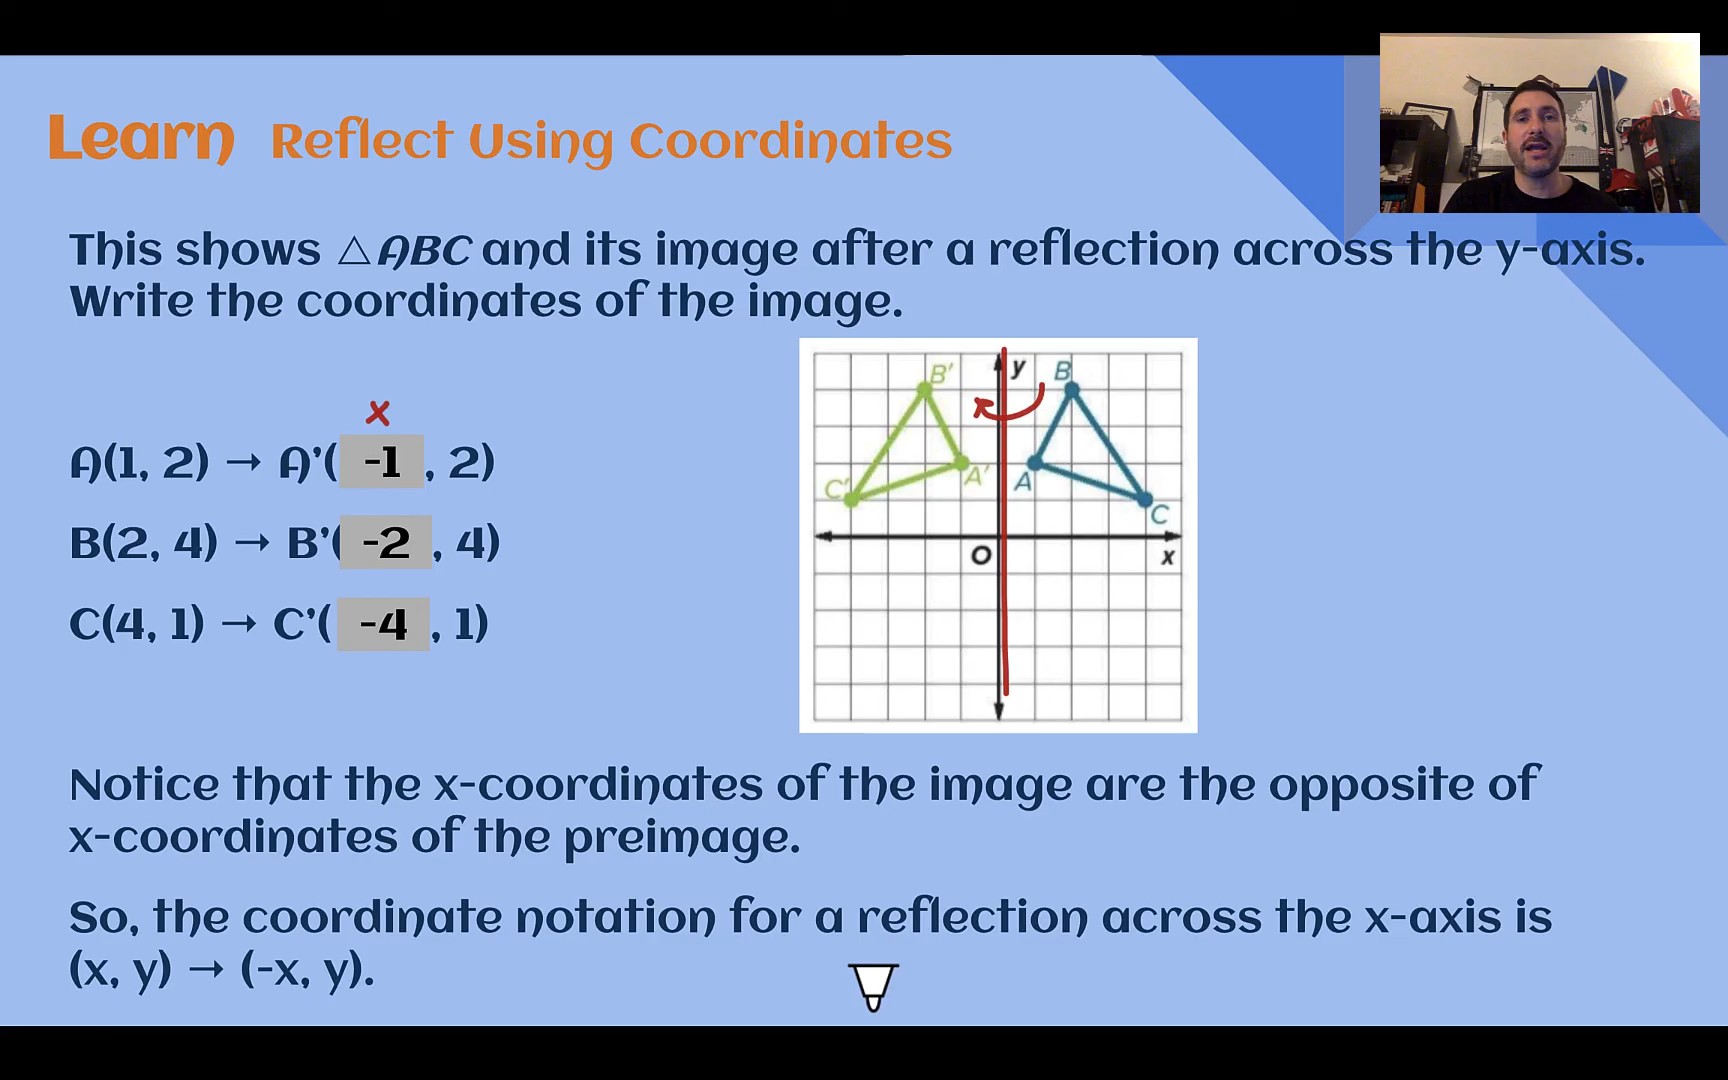 Learn Reflect Using Coordinates
This shows △ABC and its image after a reflection across the y-axis.
Write the coordinates of the image.
x
A(1, 2) → A’( -1 , 2)
B(2, 4) → B’( -2 , 4)
C(4, 1) → C’( -4 , 1)
B' y B
C' A' A C
O x
Notice that the x-coordinates of the image are the opposite of
x-coordinates of the preimage.
So, the coordinate notation for a reflection across the x-axis is
(x, y) → (-x, y).